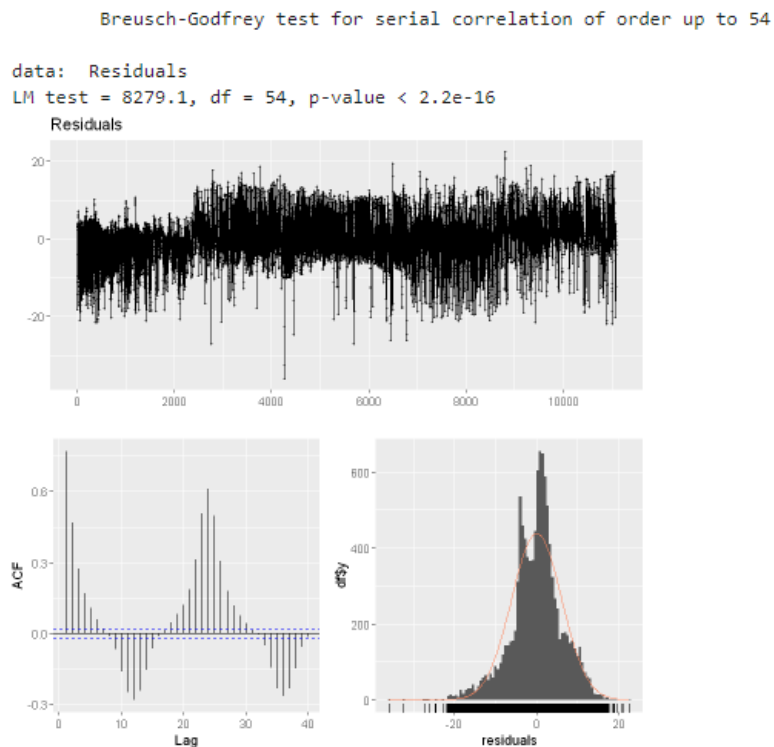 Breusch-Godfrey test for serial correlation of order up to 54
data:  Residuals
LM test = 8279.1, df = 54, p-value < 2.2e-16
Residuals
20
0
-20
0 2000 4000 6000 8000 10000
ACF
0.6
0.3
0.0
-0.3
0 10 20 30 40
Lag
df$y
600
400
200
0
-20 0 20
residuals